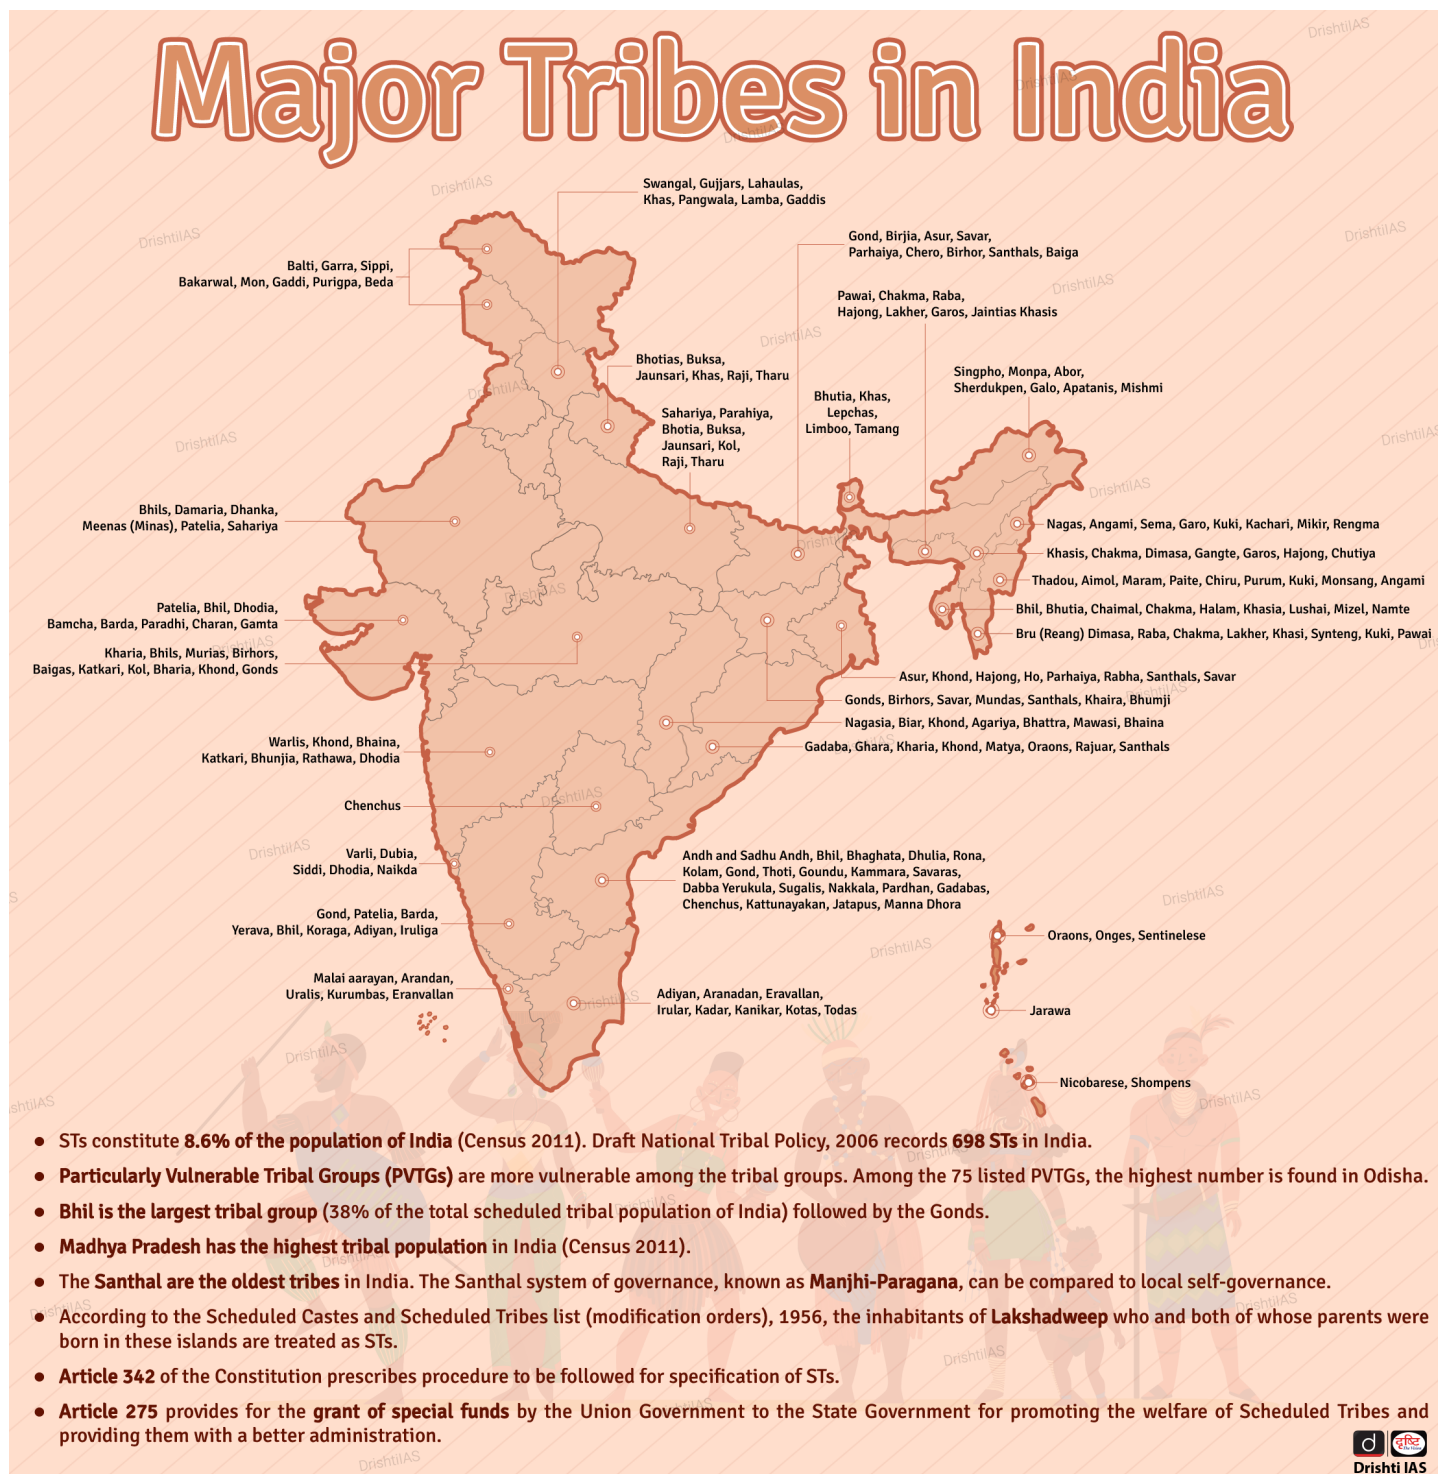 Major Tribes in India
Swangal, Gujjars, Lahaulas,
Khas, Pangwala, Lamba, Gaddis
Balti, Garra, Sippi,
Bakarwal, Mon, Gaddi, Purigpa, Beda
Gond, Birjia, Asur, Savar,
Parhaiya, Chero, Birhor, Santhals, Baiga
Pawai, Chakma, Raba,
Hajong, Lakher, Garos, Jaintias Khasis
Bhotias, Buksa,
Jaunsari, Khas, Raji, Tharu
Singpho, Monpa, Abor,
Sherdukpen, Galo, Apatanis, Mishmi
Bhutia, Khas,
Lepchas,
Limboo, Tamang
Sahariya, Parahiya,
Bhotia, Buksa,
Jaunsari, Kol,
Raji, Tharu
Bhils, Damaria, Dhanka,
Meenas (Minas), Patelia, Sahariya
Nagas, Angami, Sema, Garo, Kuki, Kachari, Mikir, Rengma
Khasis, Chakma, Dimasa, Gangte, Garos, Hajong, Chutiya
Thadou, Aimol, Maram, Paite, Chiru, Purum, Kuki, Monsang, Angami
Patelia, Bhil, Dhodia,
Bamcha, Barda, Paradhi, Charan, Gamta
Bhil, Bhutia, Chaimal, Chakma, Halam, Khasia, Lushai, Mizel, Namte
Bru (Reang) Dimasa, Raba, Chakma, Lakher, Khasi, Synteng, Kuki, Pawai
Kharia, Bhils, Murias, Birhors,
Baigas, Katkari, Kol, Bharia, Khond, Gonds
Asur, Khond, Hajong, Ho, Parhaiya, Rabha, Santhals, Savar
Gonds, Birhors, Savar, Mundas, Santhals, Khaira, Bhumji
Nagasia, Biar, Khond, Agariya, Bhattra, Mawasi, Bhaina
Gadaba, Ghara, Kharia, Khond, Matya, Oraons, Rajuar, Santhals
Warlis, Khond, Bhaina,
Katkari, Bhunjia, Rathawa, Dhodia
Chenchus
Varli, Dubia,
Siddi, Dhodia, Naikda
Andh and Sadhu Andh, Bhil, Bhaghata, Dhulia, Rona,
Kolam, Gond, Thoti, Goundu, Kammara, Savaras,
Dabba Yerukula, Sugalis, Nakkala, Pardhan, Gadabas,
Chenchus, Kattunayakan, Jatapus, Manna Dhora
Gond, Patelia, Barda,
Yerava, Bhil, Koraga, Adiyan, Iruliga
Oraons, Onges, Sentinelese
Malai aarayan, Arandan,
Uralis, Kurumbas, Eranvallan
Adiyan, Aranadan, Eravallan,
Irular, Kadar, Kanikar, Kotas, Todas
Jarawa
Nicobarese, Shompens
• STs constitute 8.6% of the population of India (Census 2011). Draft National Tribal Policy, 2006 records 698 STs in India.
• Particularly Vulnerable Tribal Groups (PVTGs) are more vulnerable among the tribal groups. Among the 75 listed PVTGs, the highest number is found in Odisha.
• Bhil is the largest tribal group (38% of the total scheduled tribal population of India) followed by the Gonds.
• Madhya Pradesh has the highest tribal population in India (Census 2011).
• The Santhal are the oldest tribes in India. The Santhal system of governance, known as Manjhi-Paragana, can be compared to local self-governance.
• According to the Scheduled Castes and Scheduled Tribes list (modification orders), 1956, the inhabitants of Lakshadweep who and both of whose parents were
born in these islands are treated as STs.
• Article 342 of the Constitution prescribes procedure to be followed for specification of STs.
• Article 275 provides for the grant of special funds by the Union Government to the State Government for promoting the welfare of Scheduled Tribes and
providing them with a better administration.
d दृष्टि
The Vision
Drishti IAS